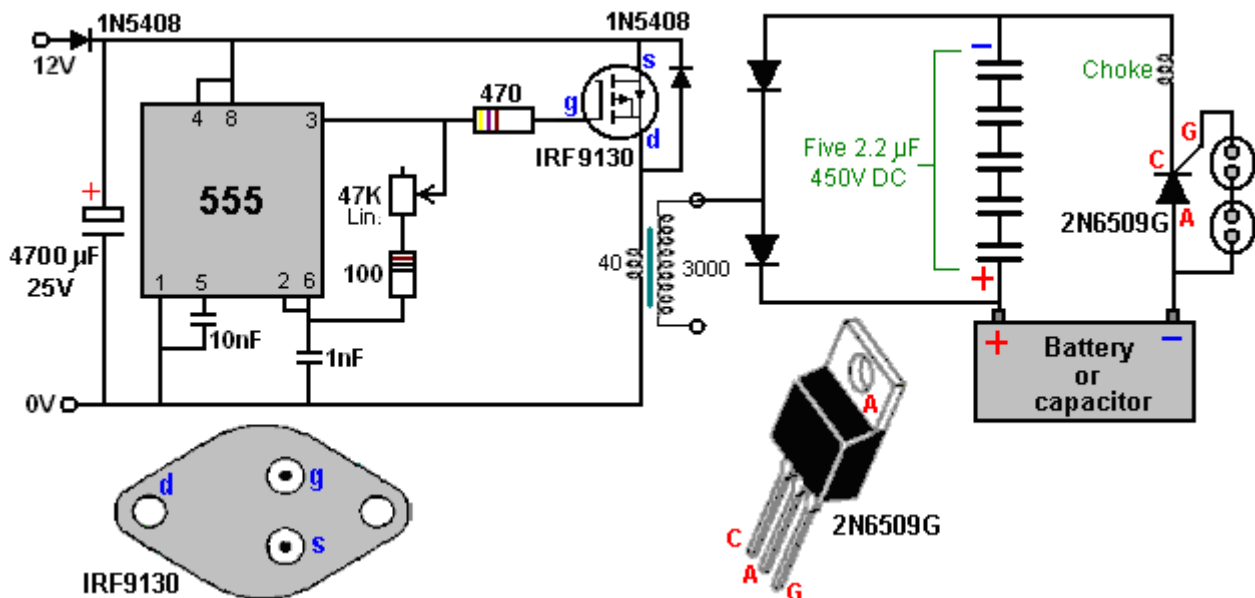 1N5408
12V
4 8 3
555
1 5 2 6
+
4700 µF
25V
10nF
1nF
0V
470
47K
Lin.
100
1N5408
s
g
d
IRF9130
40
3000
−
Five 2.2 µF
450V DC
+
Choke
G
C
A
2N6509G
+
−
Battery
or
capacitor
d
g
s
IRF9130
A
C
A
G
2N6509G